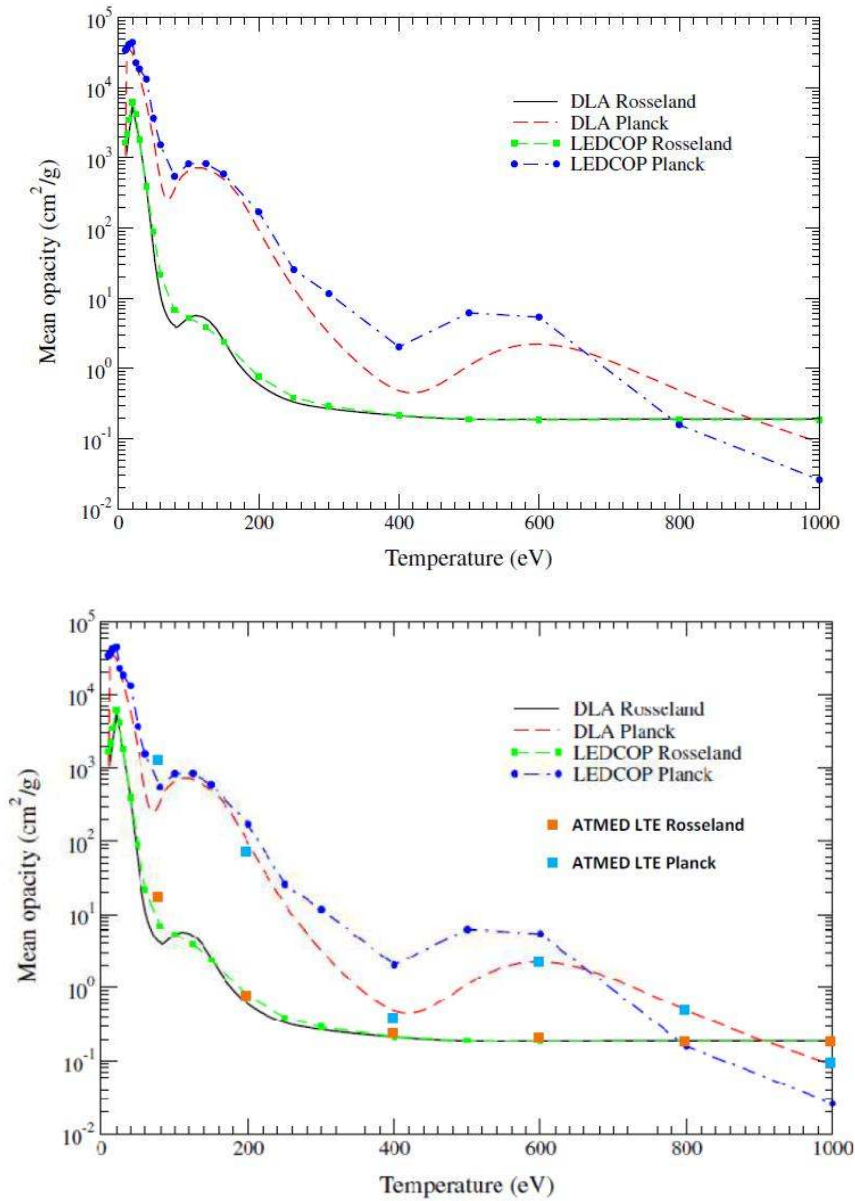 10^5
10^4
10^3
10^2
10^1
10^0
10^-1
10^-2
Mean opacity (cm^2/g)
DLA Rosseland
DLA Planck
LEDCOP Rosseland
LEDCOP Planck
0 200 400 600 800 1000
Temperature (eV)
10^5
10^4
10^3
10^2
10^1
10^0
10^-1
10^-2
Mean opacity (cm^2/g)
DLA Rosseland
DLA Planck
LEDCOP Rosseland
LEDCOP Planck
ATMED LTE Rosseland
ATMED LTE Planck
0 200 400 600 800 1000
Temperature (eV)